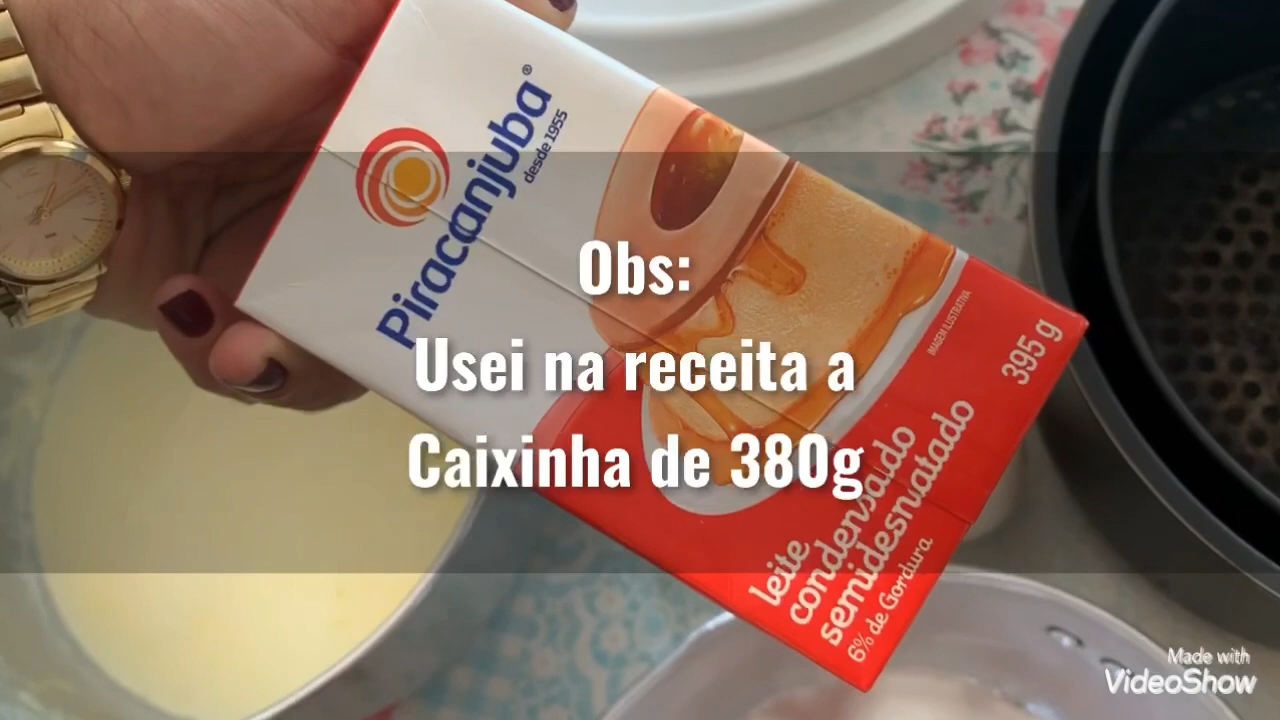 Piracanjuba®
desde 1955
Obs:
Usei na receita a
Caixinha de 380g
IMAGEM ILUSTRATIVA
395 g
leite
condensado
semidesnatado
6% de Gordura
Made with
VideoShow